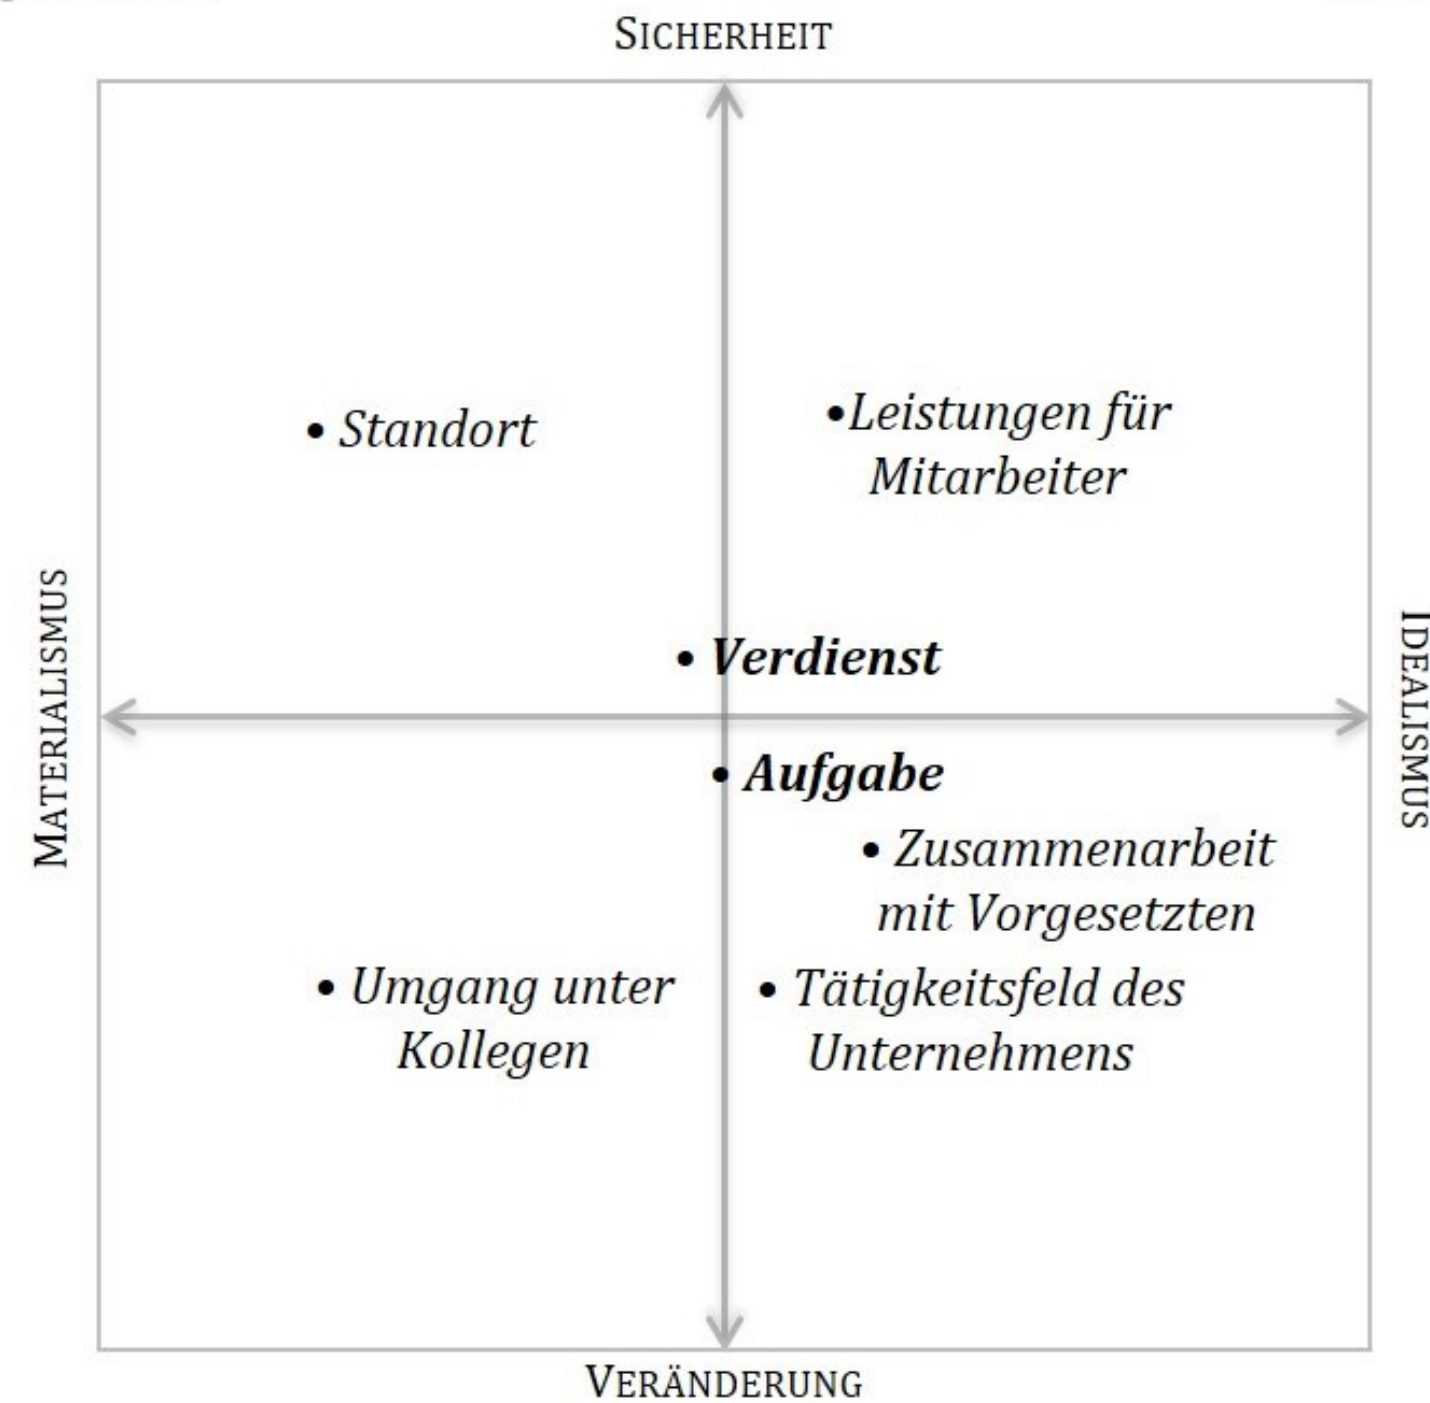 SICHERHEIT
• Standort
•Leistungen für
Mitarbeiter
MATERIALISMUS
IDEALISMUS
• Verdienst
• Aufgabe
• Zusammenarbeit
mit Vorgesetzten
• Umgang unter
Kollegen
• Tätigkeitsfeld des
Unternehmens
VERÄNDERUNG